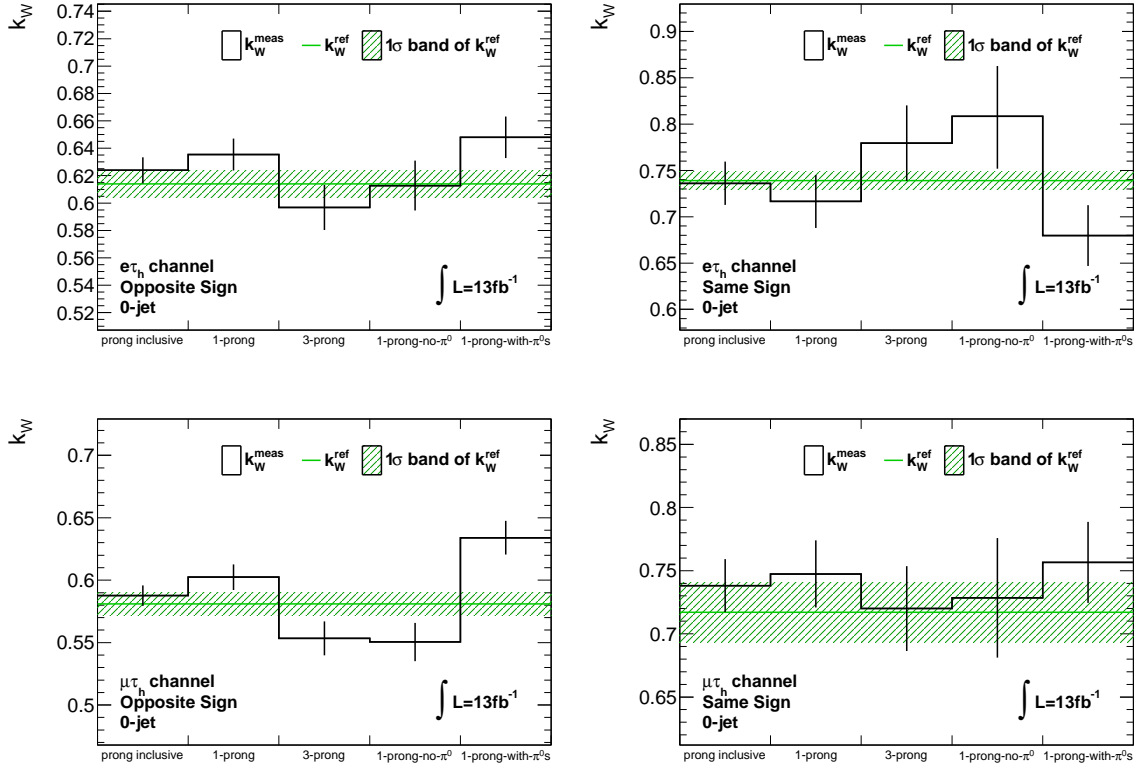 k_W
0.74
0.72
0.7
0.68
0.66
0.64
0.62
0.6
0.58
0.56
0.54
0.52
k_W^meas k_W^ref 1σ band of k_W^ref
eτ_h channel
Opposite Sign
0-jet
∫ L=13fb⁻¹
prong inclusive 1-prong 3-prong 1-prong-no-π⁰ 1-prong-with-π⁰s
k_W
0.9
0.85
0.8
0.75
0.7
0.65
0.6
k_W^meas k_W^ref 1σ band of k_W^ref
eτ_h channel
Same Sign
0-jet
∫ L=13fb⁻¹
prong inclusive 1-prong 3-prong 1-prong-no-π⁰ 1-prong-with-π⁰s
k_W
0.7
0.65
0.6
0.55
0.5
k_W^meas k_W^ref 1σ band of k_W^ref
μτ_h channel
Opposite Sign
0-jet
∫ L=13fb⁻¹
prong inclusive 1-prong 3-prong 1-prong-no-π⁰ 1-prong-with-π⁰s
k_W
0.85
0.8
0.75
0.7
0.65
k_W^meas k_W^ref 1σ band of k_W^ref
μτ_h channel
Same Sign
0-jet
∫ L=13fb⁻¹
prong inclusive 1-prong 3-prong 1-prong-no-π⁰ 1-prong-with-π⁰s